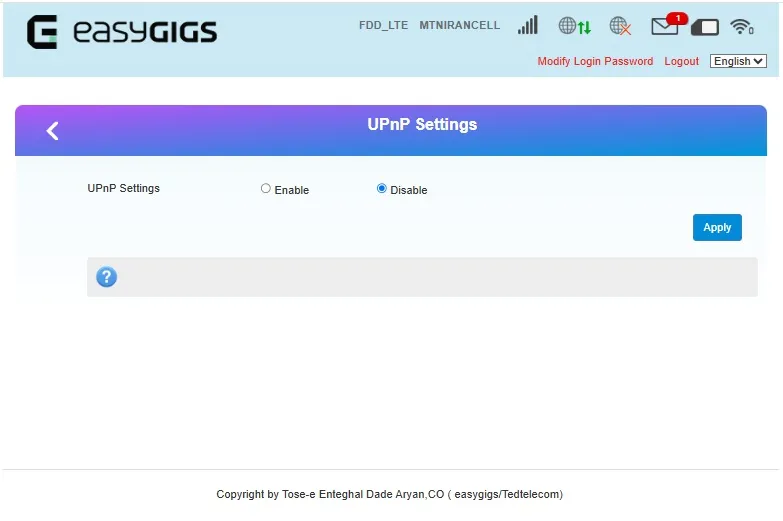 easyGIGS
FDD_LTE MTNIRANCELL 1 0
Modify Login Password Logout English
UPnP Settings
UPnP Settings Enable Disable
Apply
?
Copyright by Tose-e Enteghal Dade Aryan,CO ( easygigs/Tedtelecom)